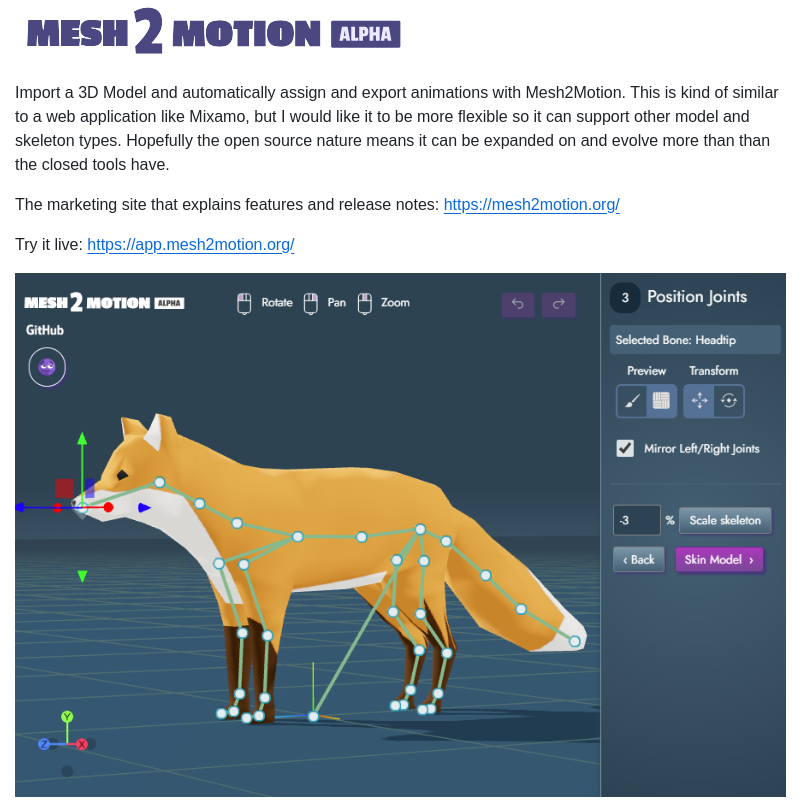 MESH 2 MOTION ALPHA
Import a 3D Model and automatically assign and export animations with Mesh2Motion. This is kind of similar
to a web application like Mixamo, but I would like it to be more flexible so it can support other model and
skeleton types. Hopefully the open source nature means it can be expanded on and evolve more than than
the closed tools have.
The marketing site that explains features and release notes: https://mesh2motion.org/
Try it live: https://app.mesh2motion.org/
MESH 2 MOTION ALPHA
Rotate Pan Zoom
GitHub
3 Position Joints
Selected Bone: Headtip
Preview Transform
Mirror Left/Right Joints
-3 % Scale skeleton
‹ Back Skin Model ›
Y
Z X